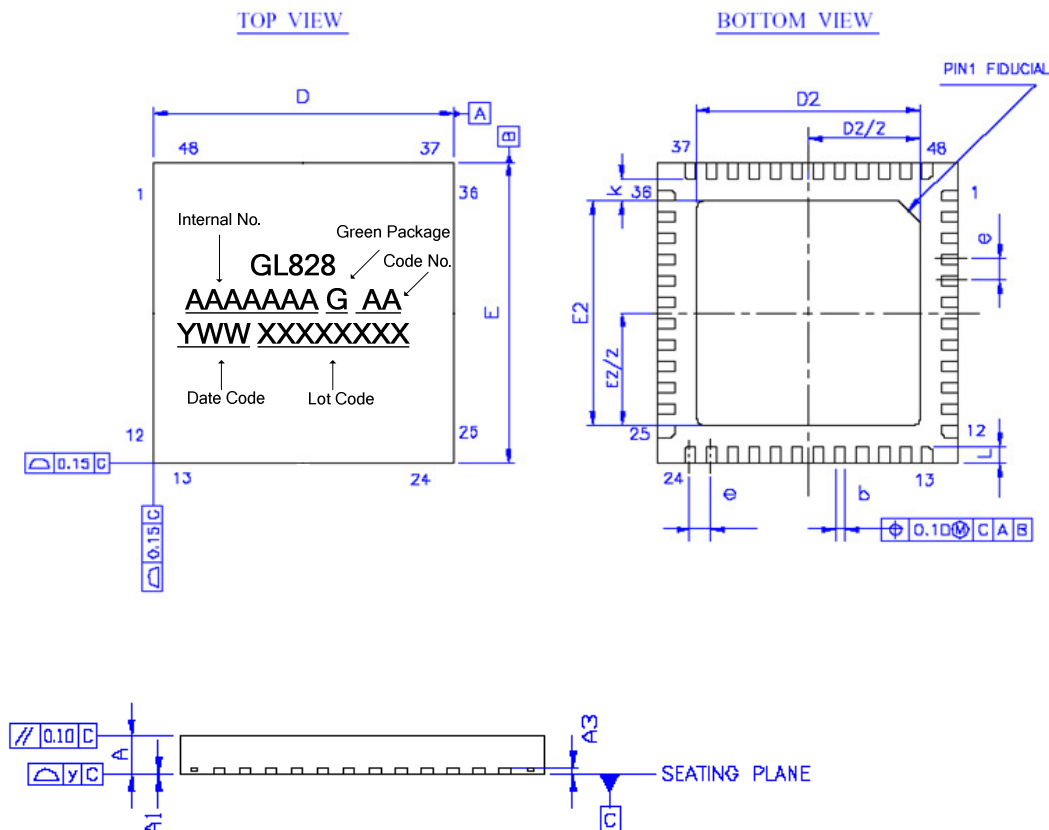 TOP VIEW
BOTTOM VIEW
PIN1 FIDUCIAL
D
A
B
48
37
1
36
Internal No.
Green Package
GL828
Code No.
AAAAAAA G AA
YWW XXXXXXXX
Date Code
Lot Code
E
12
25
13
24
0.15 C
0.15 C
D2
D2/2
37
48
k
36
1
e
E2
E2/2
25
12
L
24
13
e
b
0.10 M C A B
// 0.10 C
A
A3
y C
A1
SEATING PLANE
C